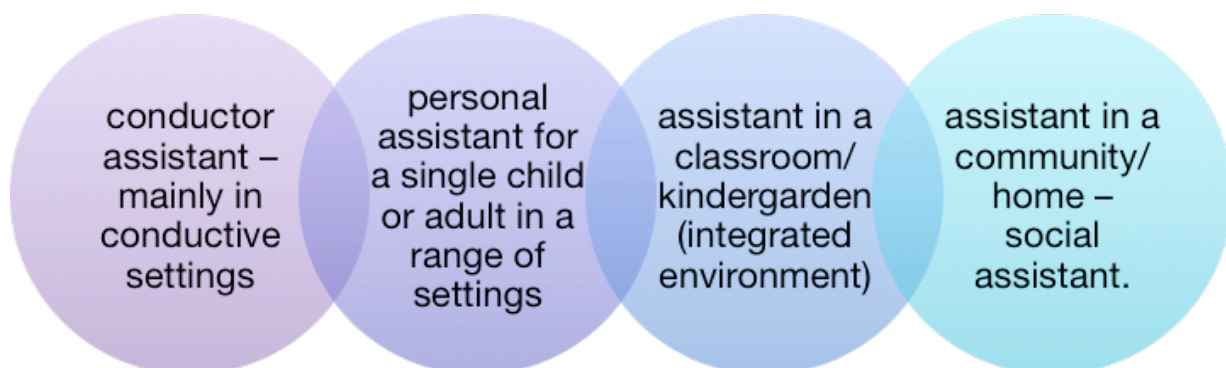 conductor
assistant –
mainly in
conductive
settings
personal
assistant for
a single child
or adult in a
range of
settings
assistant in a
classroom/
kindergarden
(integrated
environment)
assistant in a
community/
home –
social
assistant.